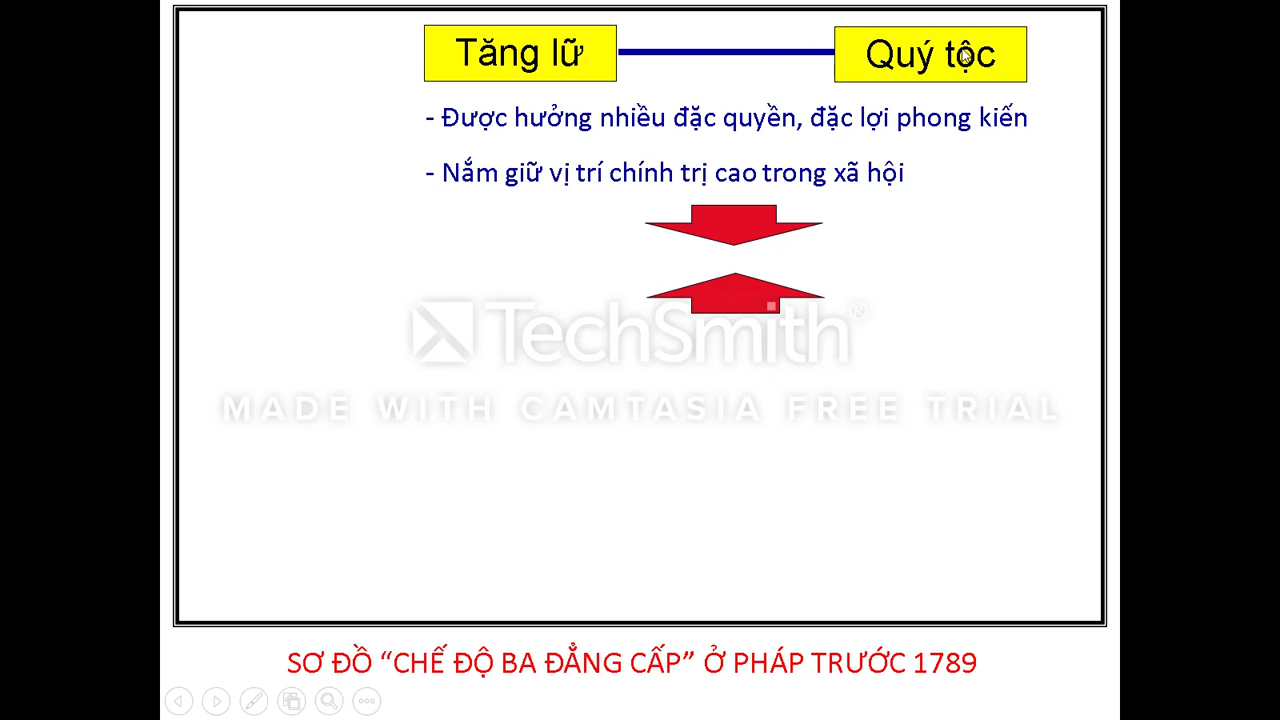 Tăng lữ
Quý tộc
- Được hưởng nhiều đặc quyền, đặc lợi phong kiến
- Nắm giữ vị trí chính trị cao trong xã hội
TechSmith®
MADE WITH CAMTASIA FREE TRIAL
SƠ ĐỒ “CHẾ ĐỘ BA ĐẲNG CẤP” Ở PHÁP TRƯỚC 1789